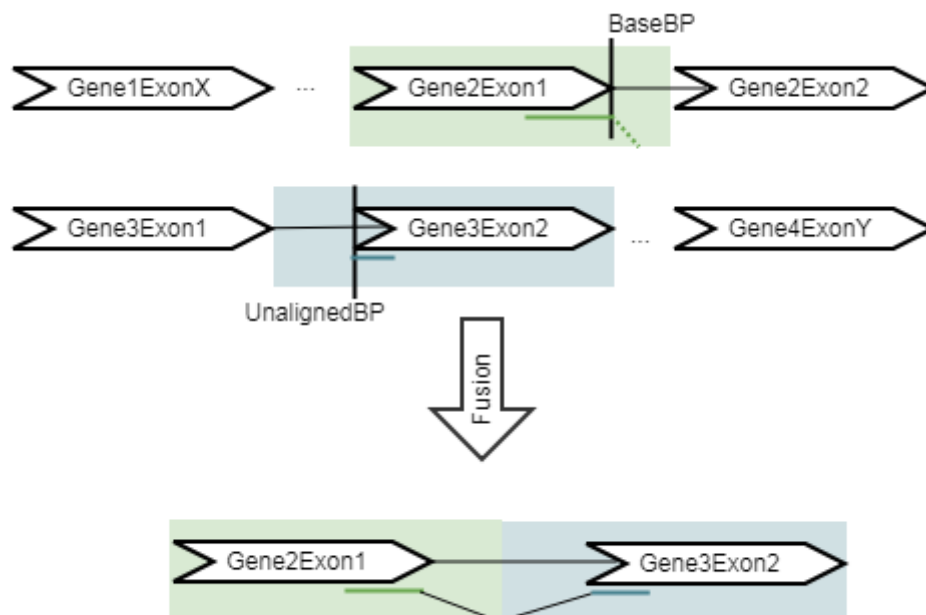 BaseBP
Gene1ExonX ... Gene2Exon1 Gene2Exon2
Gene3Exon1 Gene3Exon2 ... Gene4ExonY
UnalignedBP
Fusion
Gene2Exon1 Gene3Exon2